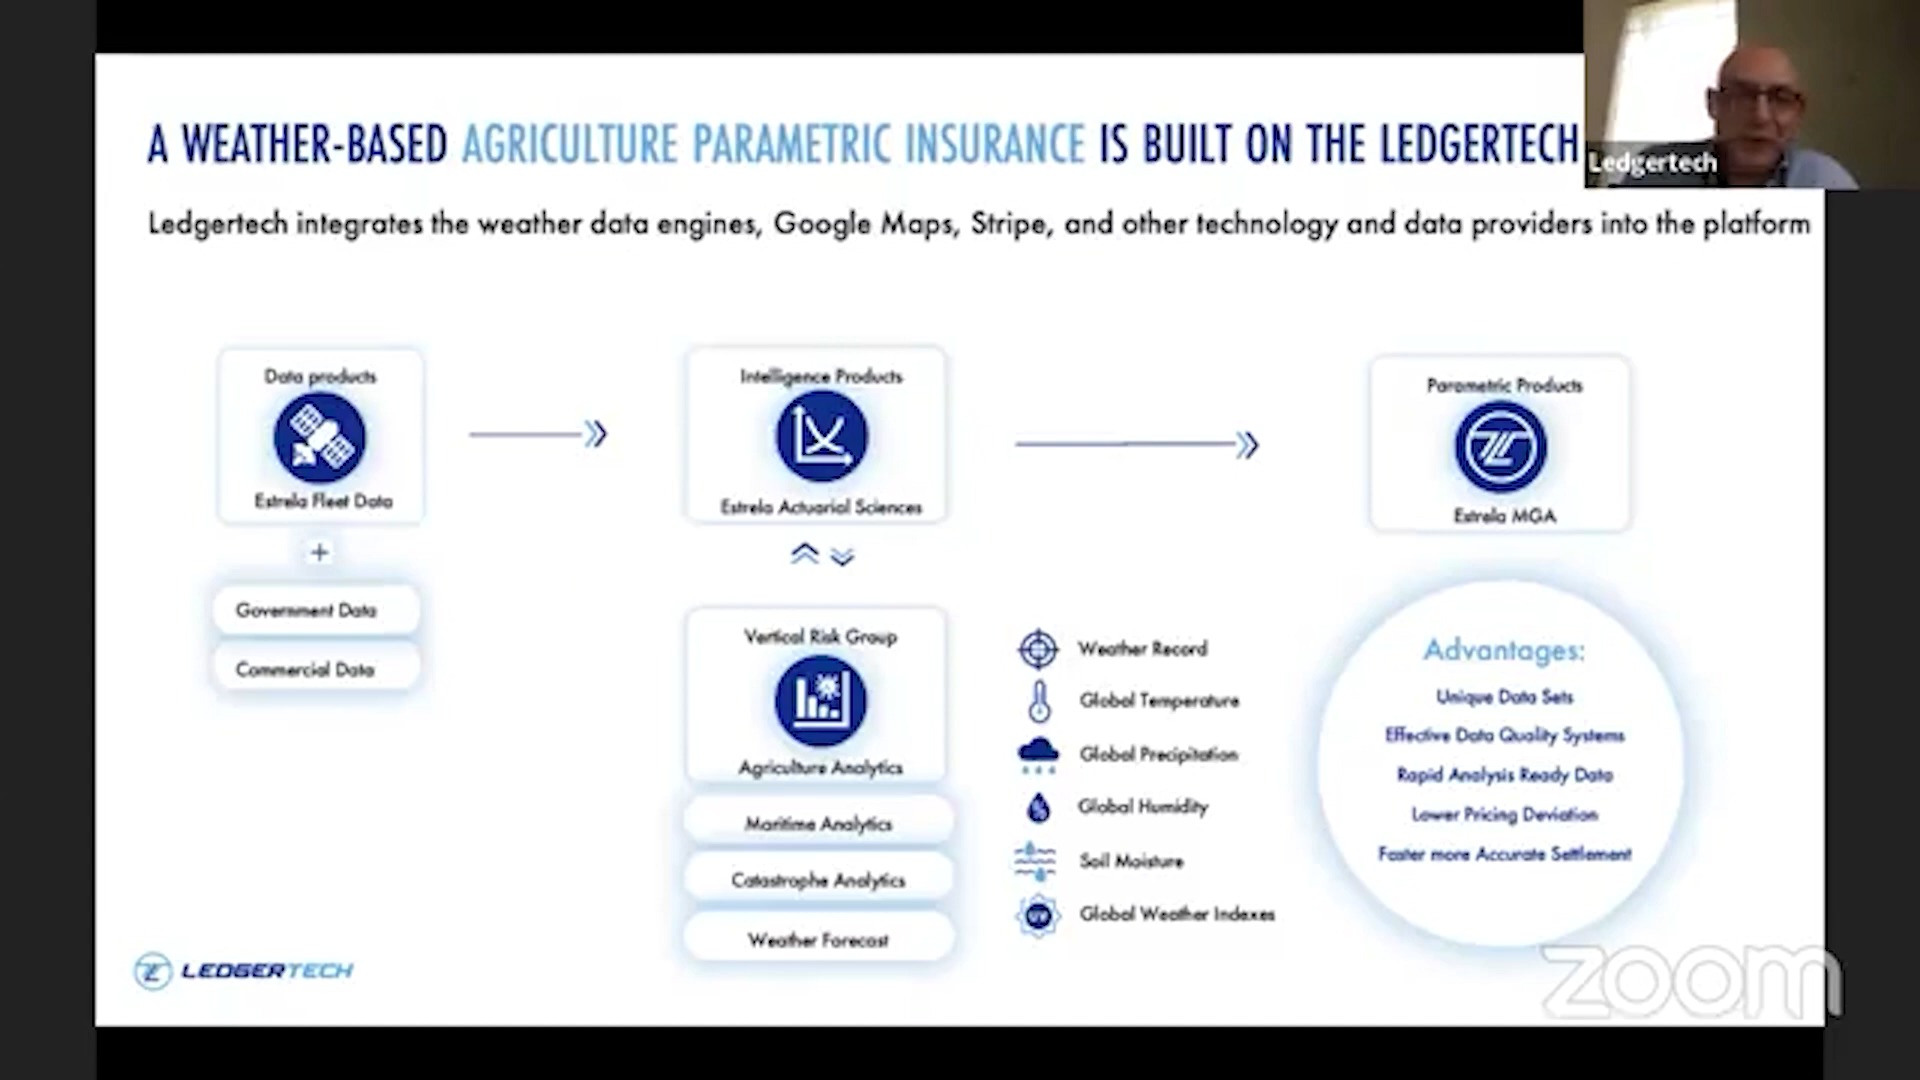 A WEATHER-BASED AGRICULTURE PARAMETRIC INSURANCE IS BUILT ON THE LEDGERTECH
Ledgertech
Ledgertech integrates the weather data engines, Google Maps, Stripe, and other technology and data providers into the platform
Data products
Estrela Fleet Data
+
Government Data
Commercial Data
Intelligence Products
Estrela Actuarial Sciences
Vertical Risk Group
Agriculture Analytics
Maritime Analytics
Catastrophe Analytics
Weather Forecast
Weather Record
Global Temperature
Global Precipitation
Global Humidity
Soil Moisture
Global Weather Indexes
Parametric Products
Estrela MGA
Advantages:
Unique Data Sets
Effective Data Quality Systems
Rapid Analysis Ready Data
Lower Pricing Deviation
Faster more Accurate Settlement
LEDGERTECH
zoom